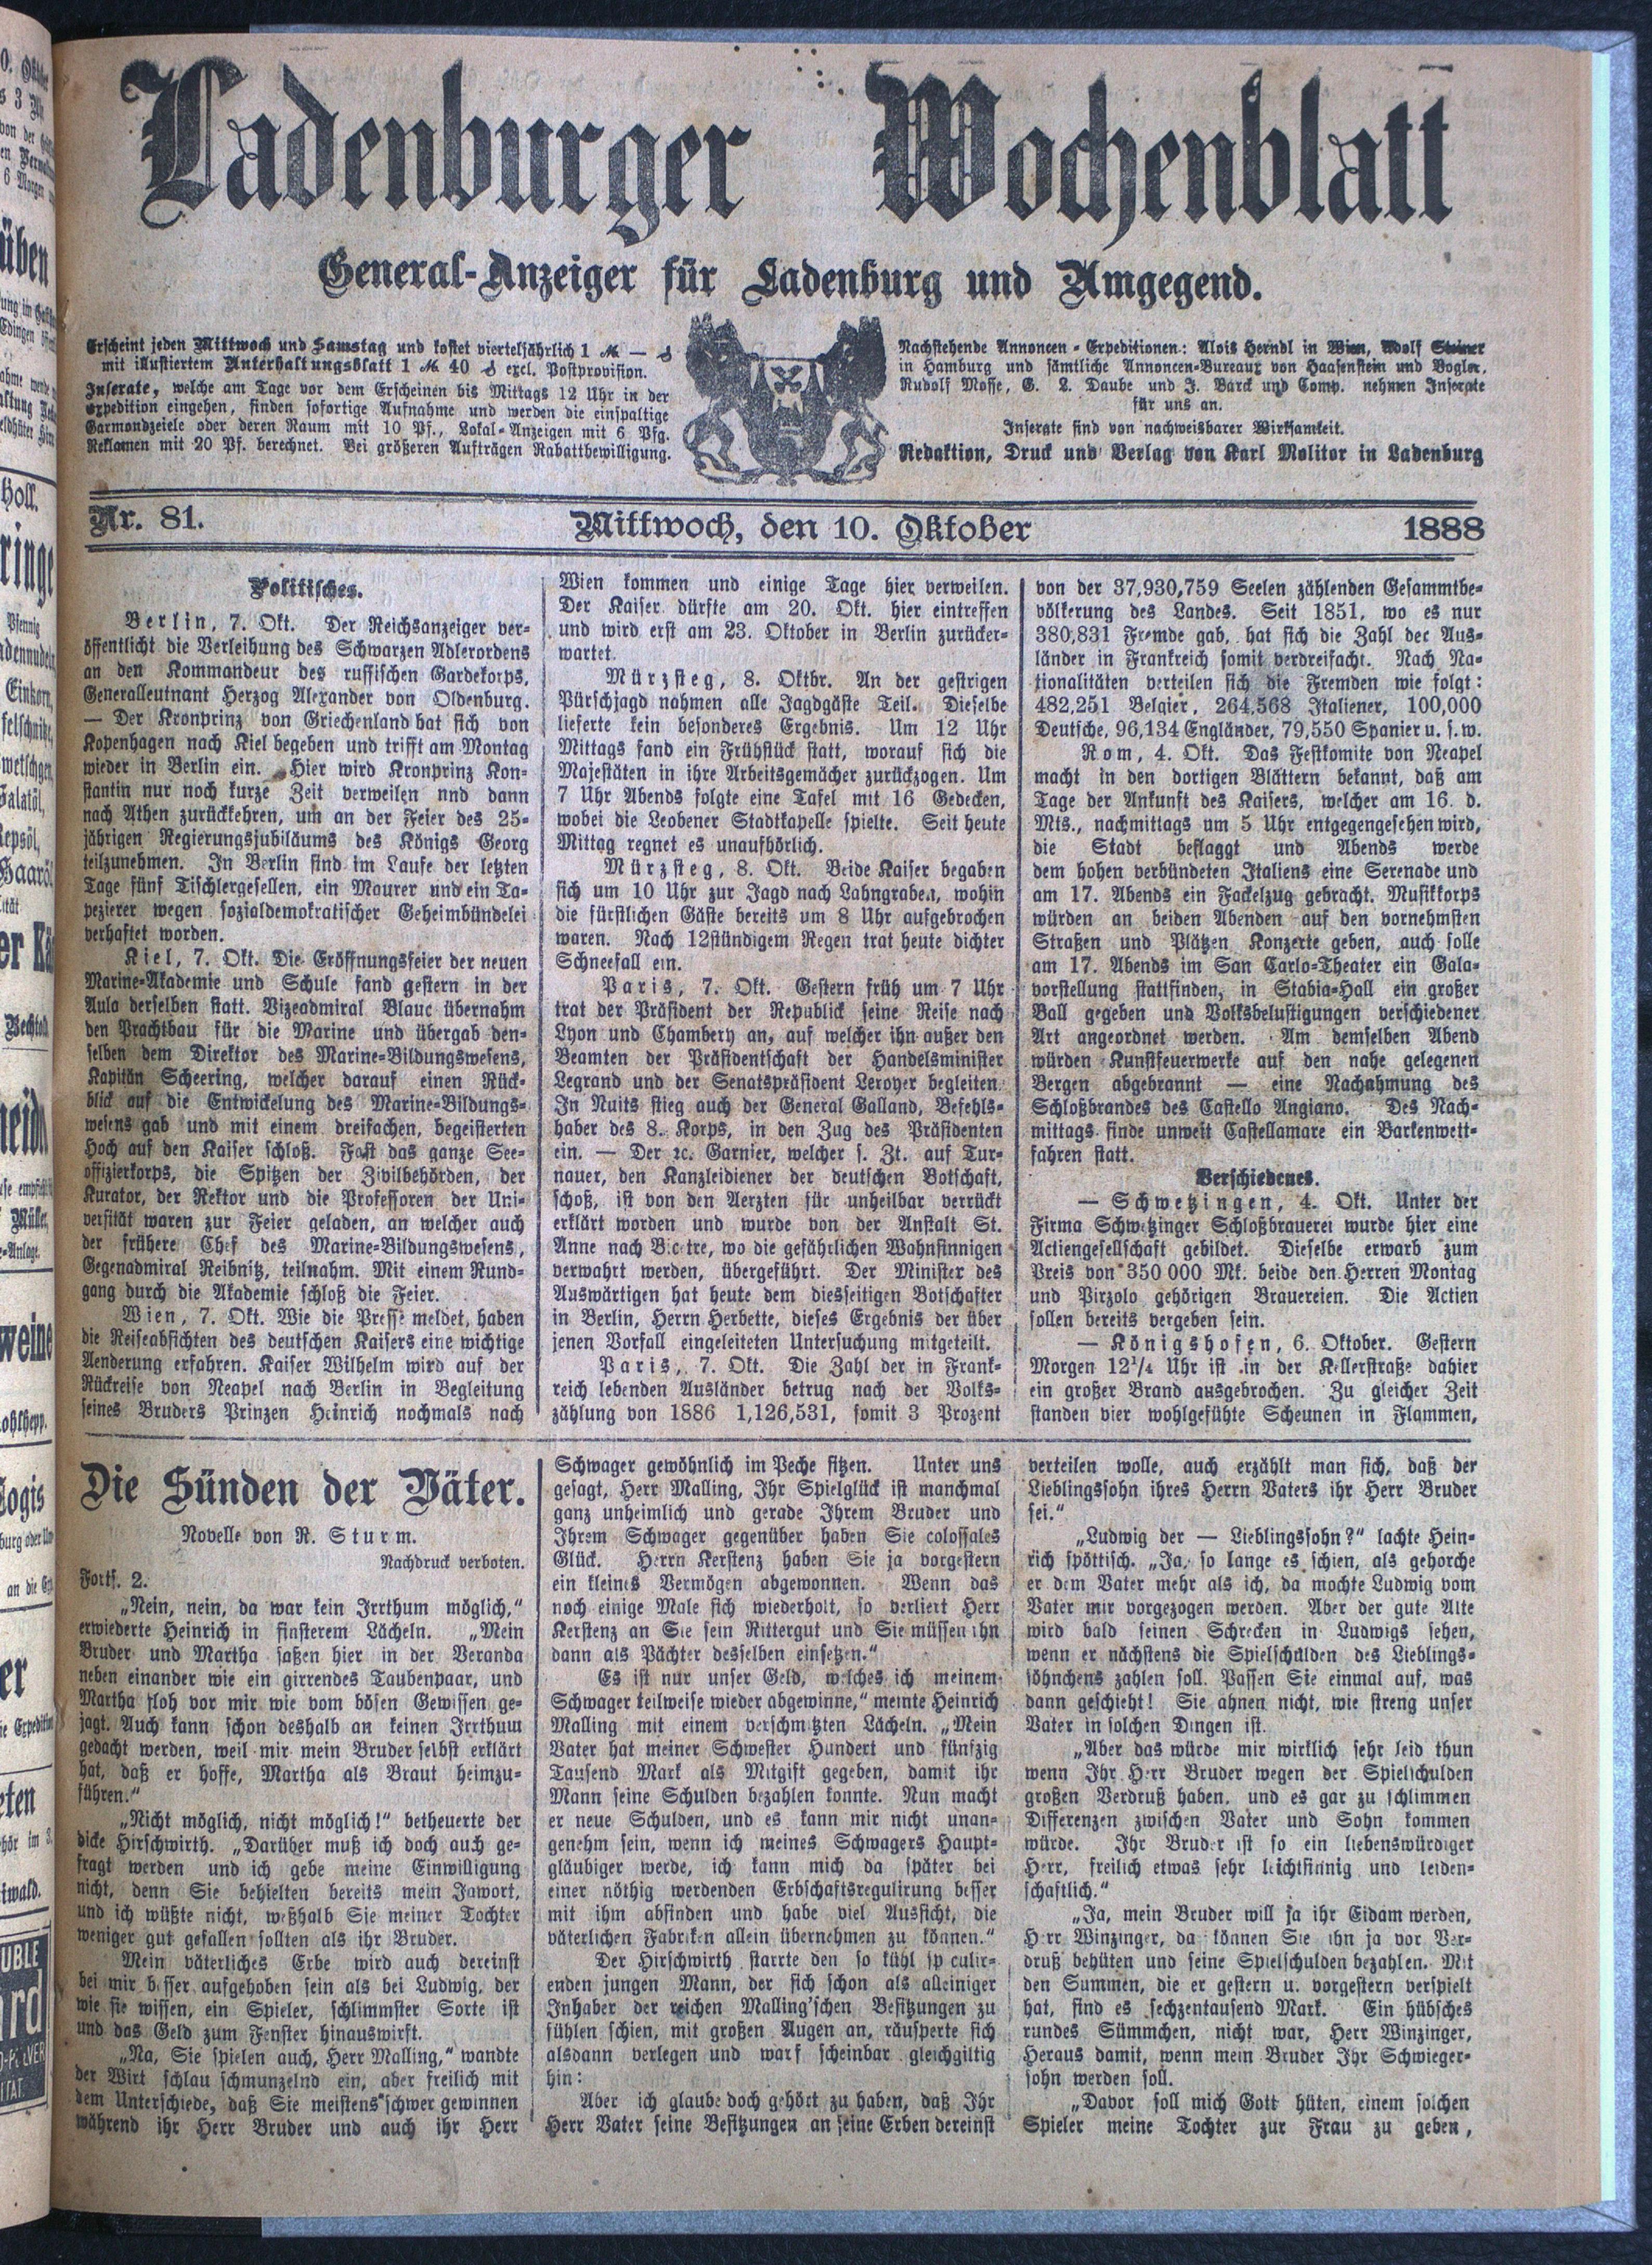 Ladenburger Wochenblatt
General-Anzeiger für Ladenburg und Umgegend.
Erscheint jeden Mittwoch und Samstag und kostet vierteljährlich 1 ℳ — ₰
mit illustiertem Unterhaltungsblatt 1 ℳ 40 ₰ excl. Postprovision.
Inserate, welche am Tage vor dem Erscheinen bis Mittags 12 Uhr in der
Expedition eingehen, finden sofortige Aufnahme und werden die einspaltige
Garmondzeiele oder deren Raum mit 10 Pf., Lokal-Anzeigen mit 6 Pfg.
Reklamen mit 20 Pf. berechnet. Bei größeren Aufträgen Rabattbewilligung.
Nachstehende Annoncen-Expeditionen: Alois Herndl in Wien, Adolf Steiner
in Hamburg und sämtliche Annoncen-Bureaux von Haasenstein und Vogler,
Rudolf Mosse, G. L. Daube und J. Barck und Comp. nehmen Inserate
für uns an.
Inserate sind von nachweisbarer Wirksamkeit.
Redaktion, Druck und Verlag von Karl Molitor in Ladenburg
Nr. 81. Mittwoch, den 10. Oktober 1888
Politisches.
Berlin, 7. Okt. Der Reichsanzeiger ver-
öffentlicht die Verleihung des Schwarzen Adlerordens
an den Kommandeur des russischen Gardekorps,
Generalleutnant Herzog Alexander von Oldenburg.
— Der Kronprinz von Griechenland hat sich von
Kopenhagen nach Kiel begeben und trifft am Montag
wieder in Berlin ein. Hier wird Kronprinz Kon-
stantin nur noch kurze Zeit verweilen nnd dann
nach Athen zurückkehren, um an der Feier des 25-
jährigen Regierungsjubiläums des Königs Georg
teilzunehmen. In Berlin sind im Laufe der letzten
Tage fünf Tischlergesellen, ein Maurer und ein Ta-
pezierer wegen sozialdemokratischer Geheimbündelei
verhaftet worden.
Kiel, 7. Okt. Die Eröffnungsfeier der neuen
Marine-Akademie und Schule fand gestern in der
Aula derselben statt. Vizeadmiral Blanc übernahm
den Prachtbau für die Marine und übergab den-
selben dem Direktor des Marine-Bildungswesens,
Kapitän Scheering, welcher darauf einen Rück-
blick auf die Entwickelung des Marine-Bildungs-
wesens gab und mit einem dreifachen, begeisterten
Hoch auf den Kaiser schloß. Fast das ganze See-
offizierkorps, die Spitzen der Zivilbehörden, der
Kurator, der Rektor und die Professoren der Uni-
versität waren zur Feier geladen, an welcher auch
der frühere Chef des Marine-Bildungswesens,
Gegenadmiral Reibnitz, teilnahm. Mit einem Rund-
gang durch die Akademie schloß die Feier.
Wien, 7. Okt. Wie die Presse meldet, haben
die Reiseabsichten des deutschen Kaisers eine wichtige
Aenderung erfahren. Kaiser Wilhelm wird auf der
Rückreise von Neapel nach Berlin in Begleitung
seines Bruders Prinzen Heinrich nochmals nach
Wien kommen und einige Tage hier verweilen.
Der Kaiser dürfte am 20. Okt. hier eintreffen
und wird erst am 23. Oktober in Berlin zurücker-
wartet.
Mürzsteg, 8. Oktbr. An der gestrigen
Pürschjagd nahmen alle Jagdgäste Teil. Dieselbe
lieferte kein besonderes Ergebnis. Um 12 Uhr
Mittags fand ein Frühstück statt, worauf sich die
Majestäten in ihre Arbeitsgemächer zurückzogen. Um
7 Uhr Abends folgte eine Tafel mit 16 Gedecken,
wobei die Leobener Stadtkapelle spielte. Seit heute
Mittag regnet es unaufhörlich.
Mürzsteg, 8. Okt. Beide Kaiser begaben
sich um 10 Uhr zur Jagd nach Lahngraben, wohin
die fürstlichen Gäste bereits um 8 Uhr aufgebrochen
waren. Nach 12stündigem Regen trat heute dichter
Schneefall ein.
Paris, 7. Okt. Gestern früh um 7 Uhr
trat der Präsident der Republick seine Reise nach
Lyon und Chambery an, auf welcher ihn außer den
Beamten der Präsidentschaft der Handelsminister
Legrand und der Senatspräsident Leroyer begleiten.
In Nuits stieg auch der General Galland, Befehls-
haber des 8. Korps, in den Zug des Präsidenten
ein. — Der ꝛc. Garnier, welcher s. Zt. auf Tur-
nauer, den Kanzleidiener der deutschen Botschaft,
schoß, ist von den Aerzten für unheilbar verrückt
erklärt worden und wurde von der Anstalt St.
Anne nach Bicetre, wo die gefährlichen Wahnsinnigen
verwahrt werden, übergeführt. Der Minister des
Auswärtigen hat heute dem diesseitigen Botschafter
in Berlin, Herrn Herbette, dieses Ergebnis der über
jenen Vorfall eingeleiteten Untersuchung mitgeteilt.
Paris, 7. Okt. Die Zahl der in Frank-
reich lebenden Ausländer betrug nach der Volks-
zählung von 1886 1,126,531, somit 3 Prozent
von der 37,930,759 Seelen zählenden Gesammtbe-
völkerung des Landes. Seit 1851, wo es nur
380,831 Fremde gab, hat sich die Zahl der Aus-
länder in Frankreich somit verdreifacht. Nach Na-
tionalitäten verteilen sich die Fremden wie folgt:
482,251 Belgier, 264,568 Italiener, 100,000
Deutsche, 96,134 Engländer, 79,550 Spanier u. s. w.
Rom, 4. Okt. Das Festkomite von Neapel
macht in den dortigen Blättern bekannt, daß am
Tage der Ankunft des Kaisers, welcher am 16. d.
Mts., nachmittags um 5 Uhr entgegengesehen wird,
die Stadt beflaggt und Abends werde
dem hohen verbündeten Italiens eine Serenade und
am 17. Abends ein Fackelzug gebracht. Musikkorps
würden an beiden Abenden auf den vornehmsten
Straßen und Plätzen Konzerte geben, auch solle
am 17. Abends im San Carlo-Theater ein Gala-
vorstellung stattfinden, in Stabia-Hall ein großer
Ball gegeben und Volksbelustigungen verschiedener
Art angeordnet werden. Am demselben Abend
würden Kunstfeuerwerke auf den nahe gelegenen
Bergen abgebrannt — eine Nachahmung des
Schloßbrandes des Castello Angiano. Des Nach-
mittags finde unweit Castellamare ein Barkenwett-
fahren statt.
Verschiedenes.
— Schwetzingen, 4. Okt. Unter der
Firma Schwetzinger Schloßbrauerei wurde hier eine
Actiengesellschaft gebildet. Dieselbe erwarb zum
Preis von 350 000 Mk. beide den Herren Montag
und Pirzolo gehörigen Brauereien. Die Actien
sollen bereits vergeben sein.
— Königshofen, 6. Oktober. Gestern
Morgen 12¼ Uhr ist in der Kellerstraße dahier
ein großer Brand ausgebrochen. Zu gleicher Zeit
standen vier wohlgefühte Scheunen in Flammen,
Die Sünden der Väter.
Novelle von R. Sturm.
Nachdruck verboten.
Forts. 2.
„Nein, nein, da war kein Irrthum möglich,“
erwiederte Heinrich in finsterem Lächeln. „Mein
Bruder und Martha saßen hier in der Veranda
neben einander wie ein girrendes Taubenpaar, und
Martha floh vor mir wie vom bösen Gewissen ge-
jagt. Auch kann schon deshalb an keinen Irrthum
gedacht werden, weil mir mein Bruder selbst erklärt
hat, daß er hoffe, Martha als Braut heimzu-
führen.“
„Nicht möglich, nicht möglich!“ betheuerte der
dicke Hirschwirth. „Darüber muß ich doch auch ge-
fragt werden und ich gebe meine Einwilligung
nicht, denn Sie behielten bereits mein Jawort,
und ich wüßte nicht, weßhalb Sie meiner Tochter
weniger gut gefallen sollten als ihr Bruder.
Mein väterliches Erbe wird auch dereinst
bei mir besser aufgehoben sein als bei Ludwig, der
wie sie wissen, ein Spieler, schlimmster Sorte ist
und das Geld zum Fenster hinauswirft.
„Na, Sie spielen auch, Herr Malling,“ wandte
der Wirt schlau schmunzelnd ein, aber freilich mit
dem Unterschiede, daß Sie meistens schwer gewinnen
während ihr Herr Bruder und auch ihr Herr
Schwager gewöhnlich im Peche sitzen. Unter uns
gesagt, Herr Malling, Ihr Spielglück ist manchmal
ganz unheimlich und gerade Ihrem Bruder und
Ihrem Schwager gegenüber haben Sie colossales
Glück. Herrn Kerstenz haben Sie ja vorgestern
ein kleines Vermögen abgewonnen. Wenn das
noch einige Male sich wiederholt, so verliert Herr
Kerstenz an Sie sein Rittergut und Sie müssen ihn
dann als Pächter desselben einsetzen.“
Es ist nur unser Geld, welches ich meinem
Schwager teilweise wieder abgewinne,“ meinte Heinrich
Malling mit einem verschmitzten Lächeln. „Mein
Vater hat meiner Schwester Hundert und fünfzig
Tausend Mark als Mitgift gegeben, damit ihr
Mann seine Schulden bezahlen konnte. Nun macht
er neue Schulden, und es kann mir nicht unan-
genehm sein, wenn ich meines Schwagers Haupt-
gläubiger werde, ich kann mich da später bei
einer nöthig werdenden Erbschaftsregulirung besser
mit ihm abfinden und habe viel Aussicht, die
väterlichen Fabriken allein übernehmen zu können.“
Der Hirschwirth starrte den so kühl speculir-
enden jungen Mann, der sich schon als alleiniger
Inhaber der reichen Malling'schen Besitzungen zu
fühlen schien, mit großen Augen an, räusperte sich
alsdann verlegen und warf scheinbar gleichgiltig
hin:
Aber ich glaube doch gehört zu haben, daß Ihr
Herr Vater seine Besitzungen an seine Erben dereinst
verteilen wolle, auch erzählt man sich, daß der
Lieblingssohn ihres Herrn Vaters ihr Herr Bruder
sei.“
„Ludwig der — Lieblingssohn?“ lachte Hein-
rich spöttisch. „Ja, so lange es schien, als gehorche
er dem Vater mehr als ich, da mochte Ludwig vom
Vater mir vorgezogen werden. Aber der gute Alte
wird bald seinen Schrecken in Ludwigs sehen,
wenn er nächstens die Spielschulden des Lieblings-
söhnchens zahlen soll. Passen Sie einmal auf, was
dann geschieht! Sie ahnen nicht, wie streng unser
Vater in solchen Dingen ist.
„Aber das würde mir wirklich sehr leid thun
wenn Ihr Herr Bruder wegen der Spielschulden
großen Verdruß haben, und es gar zu schlimmen
Differenzen zwischen Vater und Sohn kommen
würde. Ihr Bruder ist so ein liebenswürdiger
Herr, freilich etwas sehr leichtsinnig und leiden-
schaftlich.“
„Ja, mein Bruder will ja ihr Eidam werden,
Herr Winzinger, da können Sie ihn ja vor Ver-
druß behüten und seine Spielschulden bezahlen. Mit
den Summen, die er gestern u. vorgestern verspielt
hat, sind es sechzentausend Mark. Ein hübsches
rundes Sümmchen, nicht war, Herr Winzinger,
Heraus damit, wenn mein Bruder Ihr Schwieger-
sohn werden soll.
„Davor soll mich Gott hüten, einem solchen
Spieler meine Tochter zur Frau zu geben,